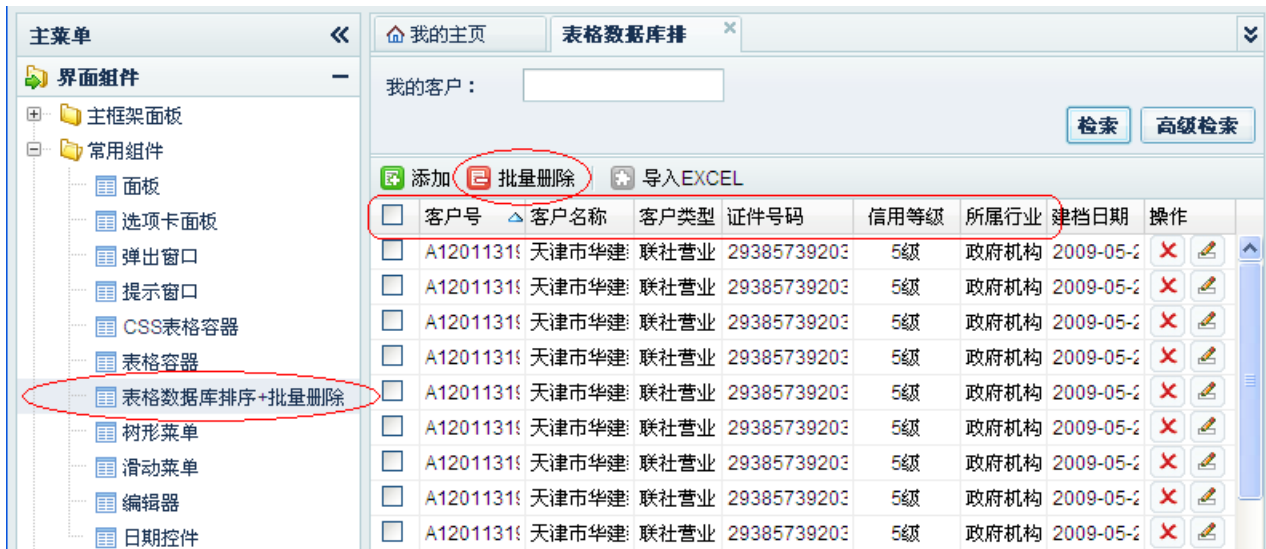 主菜单
界面组件
主框架面板
常用组件
面板
选项卡面板
弹出窗口
提示窗口
CSS表格容器
表格容器
表格数据库排序+批量删除
树形菜单
滑动菜单
编辑器
日期控件
我的主页 表格数据库排
我的客户：
检索 高级检索
添加 批量删除 导入EXCEL
客户号 客户名称 客户类型 证件号码 信用等级 所属行业 建档日期 操作
A12011319 天津市华建 联社营业 29385739203 5级 政府机构 2009-05-2
A12011319 天津市华建 联社营业 29385739203 5级 政府机构 2009-05-2
A12011319 天津市华建 联社营业 29385739203 5级 政府机构 2009-05-2
A12011319 天津市华建 联社营业 29385739203 5级 政府机构 2009-05-2
A12011319 天津市华建 联社营业 29385739203 5级 政府机构 2009-05-2
A12011319 天津市华建 联社营业 29385739203 5级 政府机构 2009-05-2
A12011319 天津市华建 联社营业 29385739203 5级 政府机构 2009-05-2
A12011319 天津市华建 联社营业 29385739203 5级 政府机构 2009-05-2
A12011319 天津市华建 联社营业 29385739203 5级 政府机构 2009-05-2